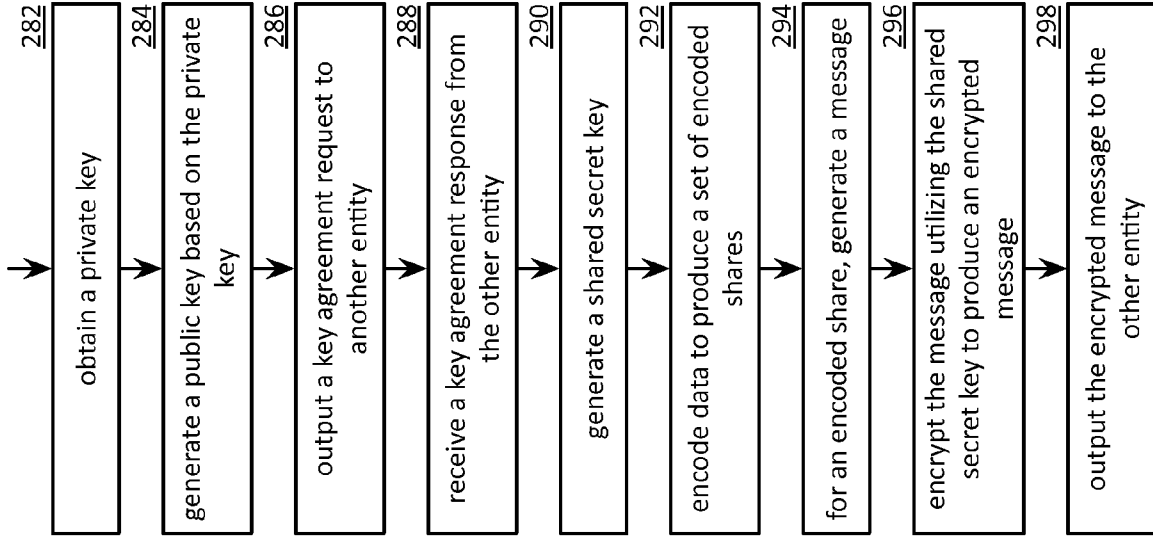 282
obtain a private key
284
generate a public key based on the private
key
286
output a key agreement request to
another entity
288
receive a key agreement response from
the other entity
290
generate a shared secret key
292
encode data to produce a set of encoded
shares
294
for an encoded share, generate a message
296
encrypt the message utilizing the shared
secret key to produce an encrypted
message
298
output the encrypted message to the
other entity